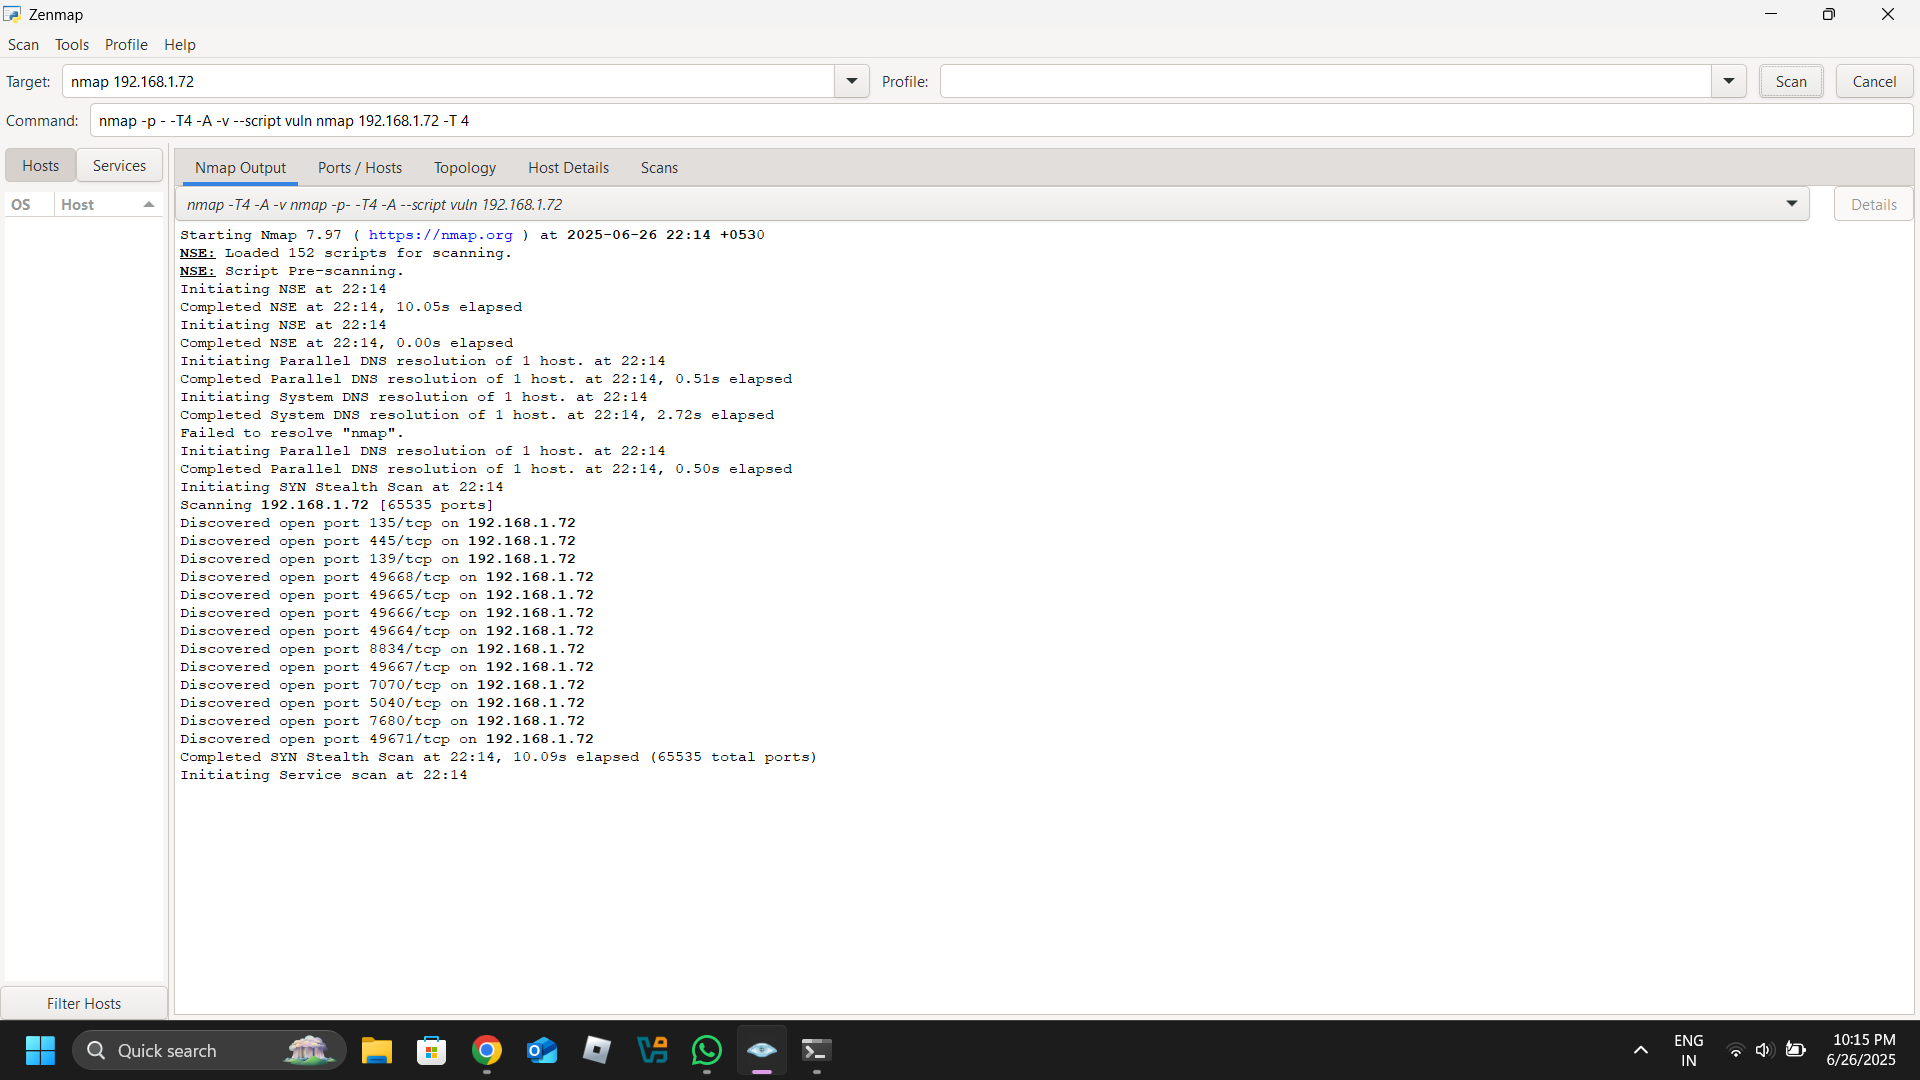 Zenmap
Scan Tools Profile Help
Target: nmap 192.168.1.72 Profile: Scan Cancel
Command: nmap -p - -T4 -A -v --script vuln nmap 192.168.1.72 -T 4
Hosts Services Nmap Output Ports / Hosts Topology Host Details Scans
OS Host nmap -T4 -A -v nmap -p- -T4 -A --script vuln 192.168.1.72 Details
Starting Nmap 7.97 ( https://nmap.org ) at 2025-06-26 22:14 +0530
NSE: Loaded 152 scripts for scanning.
NSE: Script Pre-scanning.
Initiating NSE at 22:14
Completed NSE at 22:14, 10.05s elapsed
Initiating NSE at 22:14
Completed NSE at 22:14, 0.00s elapsed
Initiating Parallel DNS resolution of 1 host. at 22:14
Completed Parallel DNS resolution of 1 host. at 22:14, 0.51s elapsed
Initiating System DNS resolution of 1 host. at 22:14
Completed System DNS resolution of 1 host. at 22:14, 2.72s elapsed
Failed to resolve "nmap".
Initiating Parallel DNS resolution of 1 host. at 22:14
Completed Parallel DNS resolution of 1 host. at 22:14, 0.50s elapsed
Initiating SYN Stealth Scan at 22:14
Scanning 192.168.1.72 [65535 ports]
Discovered open port 135/tcp on 192.168.1.72
Discovered open port 445/tcp on 192.168.1.72
Discovered open port 139/tcp on 192.168.1.72
Discovered open port 49668/tcp on 192.168.1.72
Discovered open port 49665/tcp on 192.168.1.72
Discovered open port 49666/tcp on 192.168.1.72
Discovered open port 49664/tcp on 192.168.1.72
Discovered open port 8834/tcp on 192.168.1.72
Discovered open port 49667/tcp on 192.168.1.72
Discovered open port 7070/tcp on 192.168.1.72
Discovered open port 5040/tcp on 192.168.1.72
Discovered open port 7680/tcp on 192.168.1.72
Discovered open port 49671/tcp on 192.168.1.72
Completed SYN Stealth Scan at 22:14, 10.09s elapsed (65535 total ports)
Initiating Service scan at 22:14
Filter Hosts
Quick search
ENG
IN
10:15 PM
6/26/2025